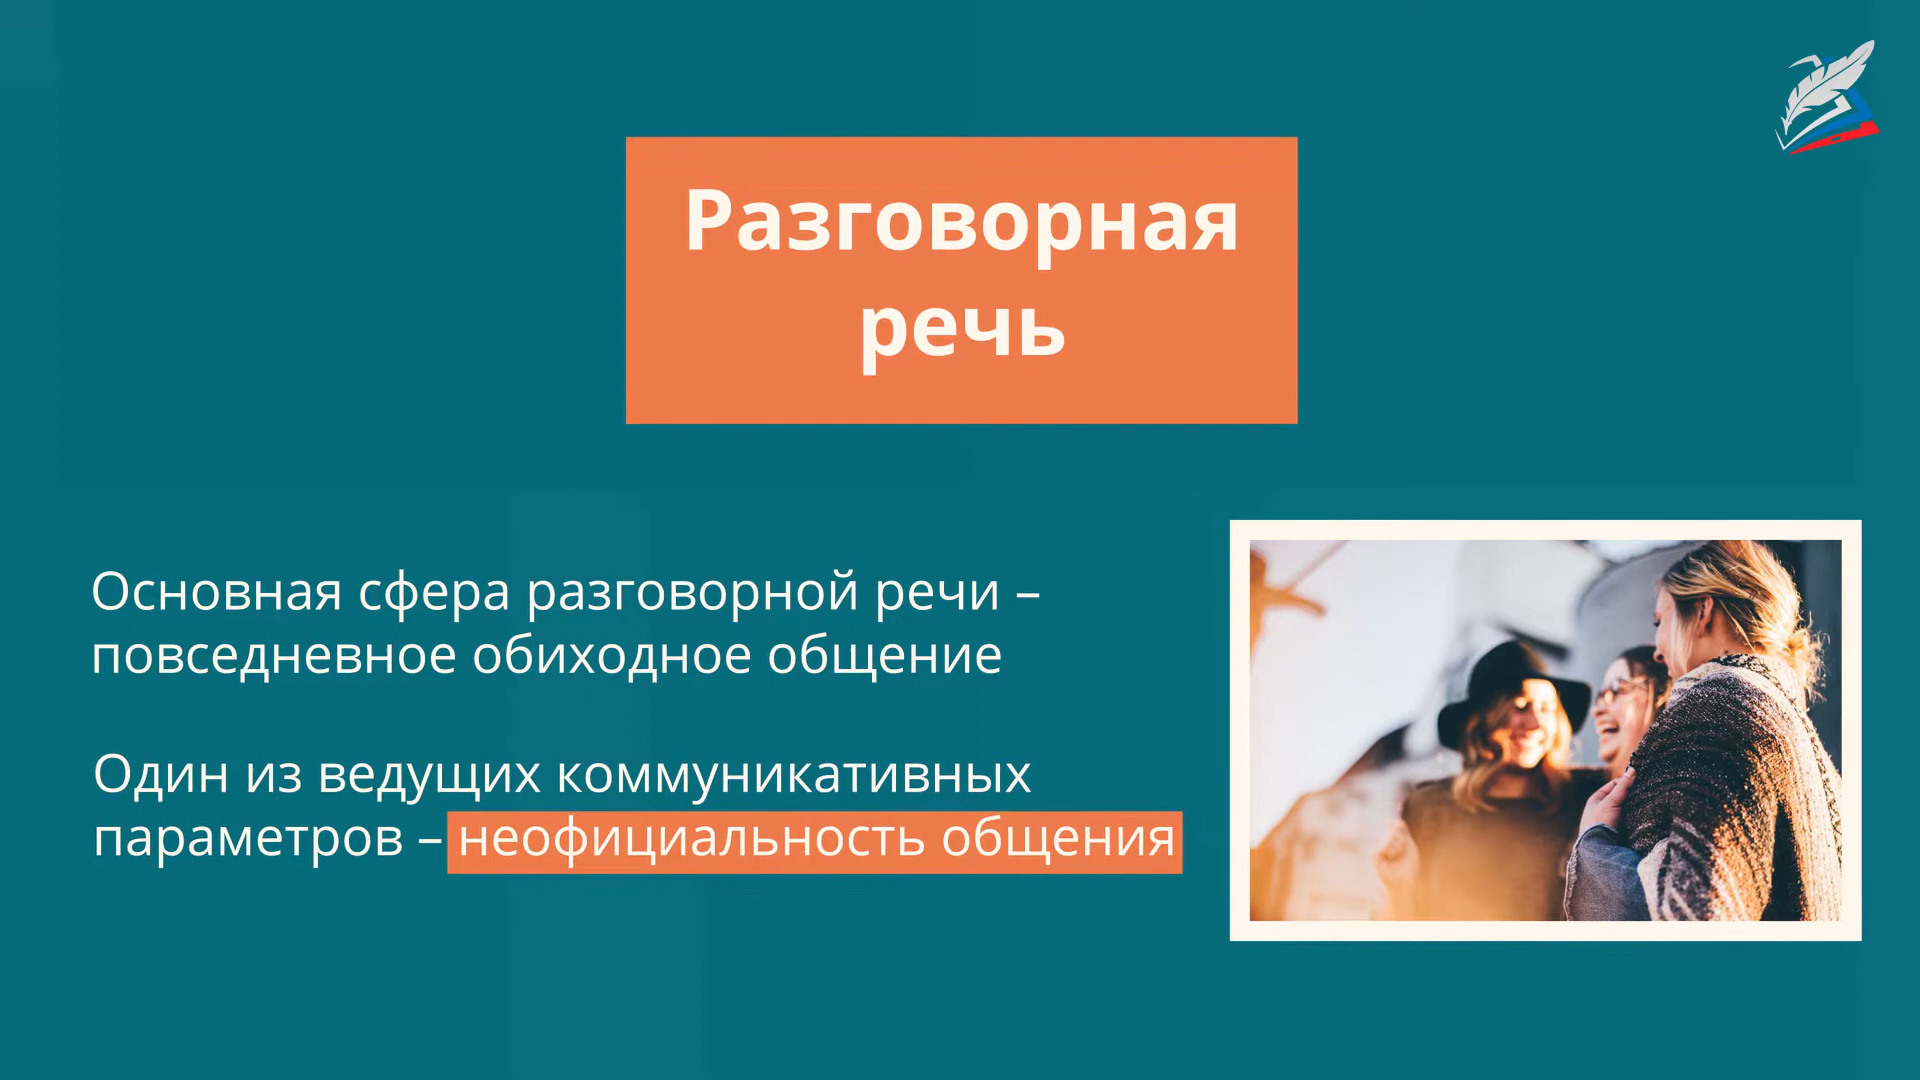 Разговорная
речь
Основная сфера разговорной речи –
повседневное обиходное общение
Один из ведущих коммуникативных
параметров – неофициальность общения